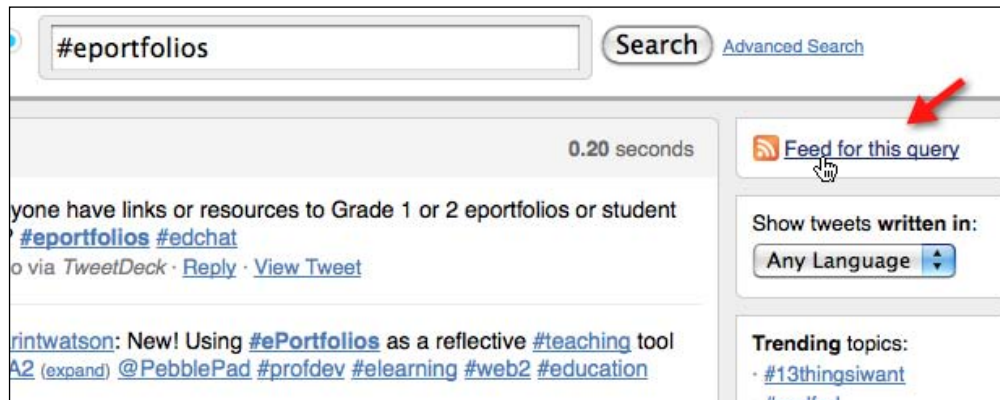 #eportfolios
Search
Advanced Search
0.20 seconds
Feed for this query
yone have links or resources to Grade 1 or 2 eportfolios or student
#eportfolios #edchat
o via TweetDeck · Reply · View Tweet
Show tweets written in:
Any Language
rintwatson: New! Using #ePortfolios as a reflective #teaching tool
A2 (expand) @PebblePad #profdev #elearning #web2 #education
Trending topics:
· #13thingsiwant